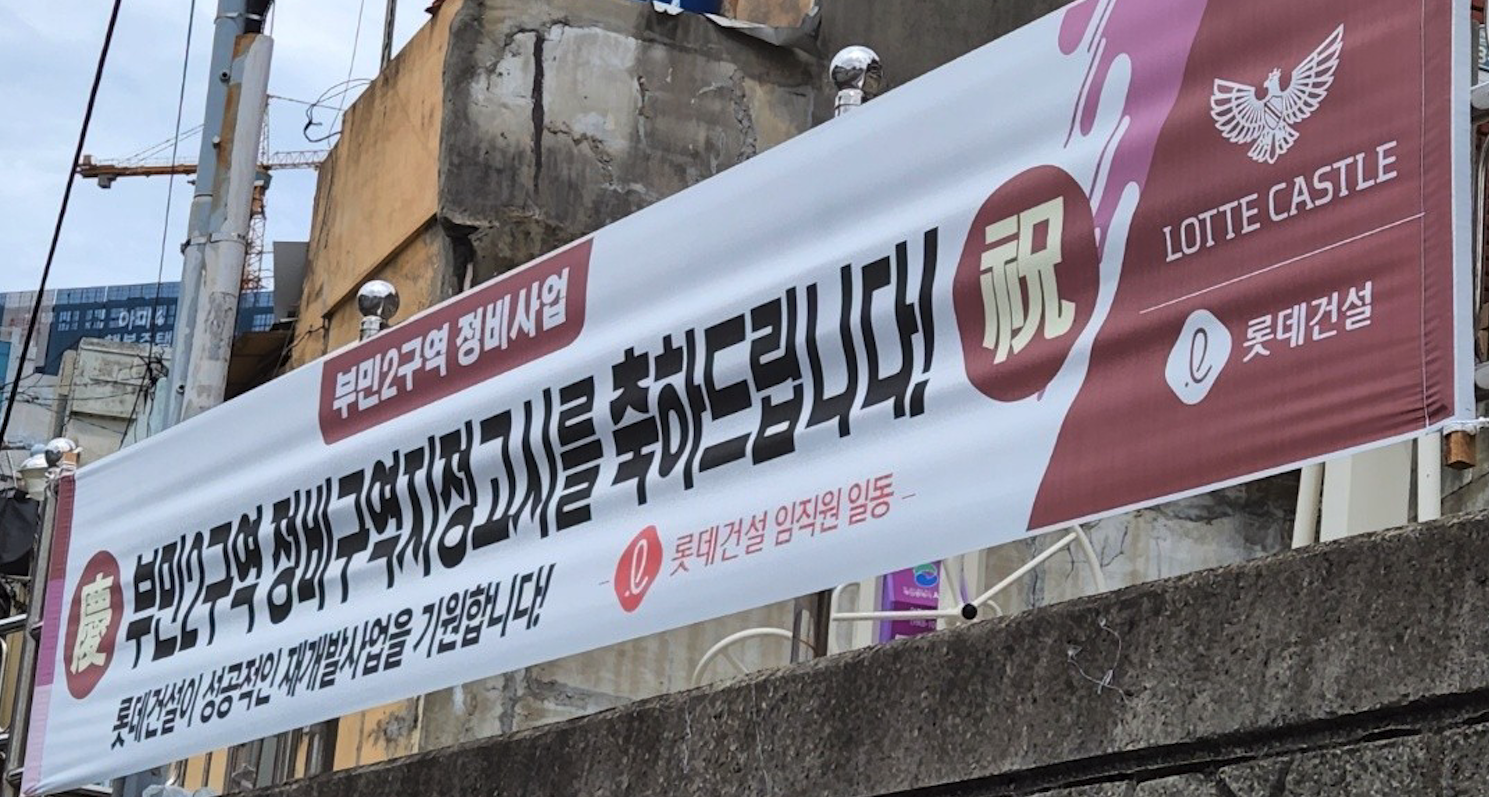 부민2구역 정비사업
慶 부민2구역 정비구역지정고시를 축하드립니다! 祝
롯데건설이 성공적인 재개발사업을 기원합니다!
- 롯데건설 임직원 일동 -
LOTTE CASTLE
롯데건설